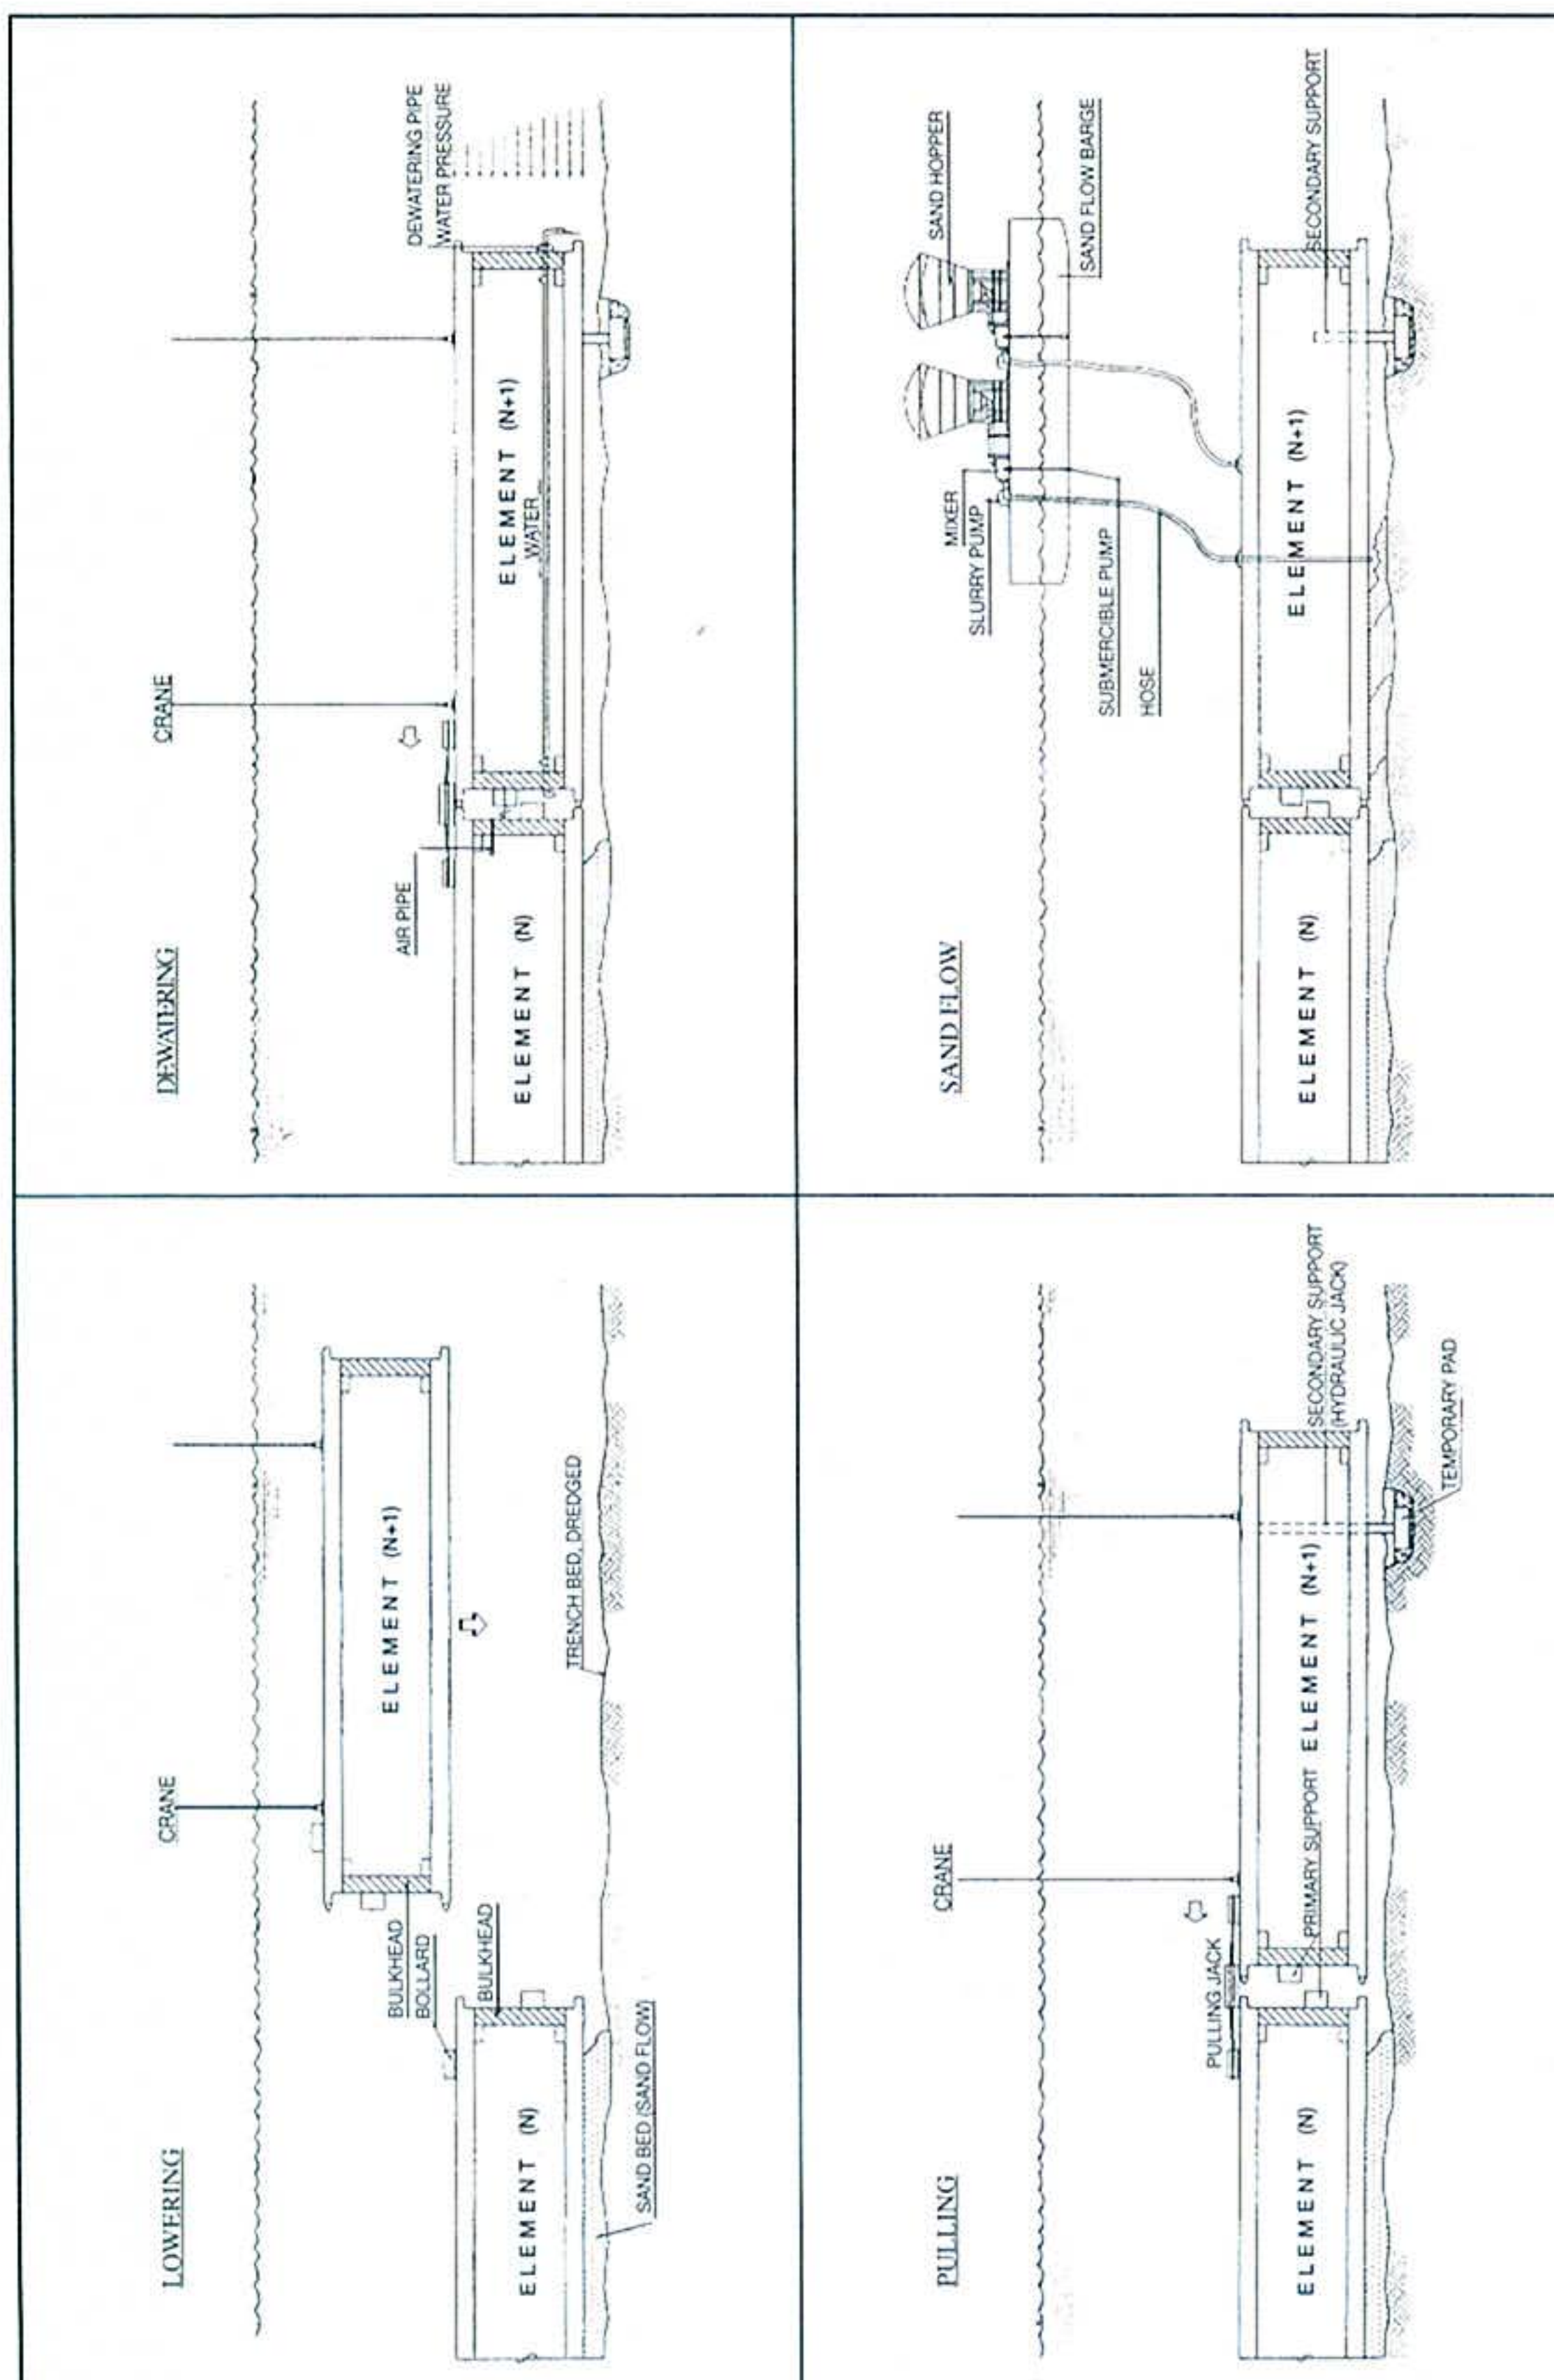 LOWERING
CRANE
ELEMENT (N+1)
BULKHEAD
BOLLARD
BULKHEAD
TRENCH BED, DREDGED
ELEMENT (N)
SAND BED (SAND FLOW)
DEWATERING
CRANE
DEWATERING PIPE
WATER PRESSURE
AIR PIPE
ELEMENT (N+1)
WATER
ELEMENT (N)
PULLING
CRANE
PULLING JACK
SECONDARY SUPPORT
(HYDRAULIC JACK)
PRIMARY SUPPORT
ELEMENT (N+1)
ELEMENT (N)
TEMPORARY PAD
SAND FLOW
SAND HOPPER
MIXER
SLURRY PUMP
SAND FLOW BARGE
SUBMERCIBLE PUMP
HOSE
SECONDARY SUPPORT
ELEMENT (N+1)
ELEMENT (N)